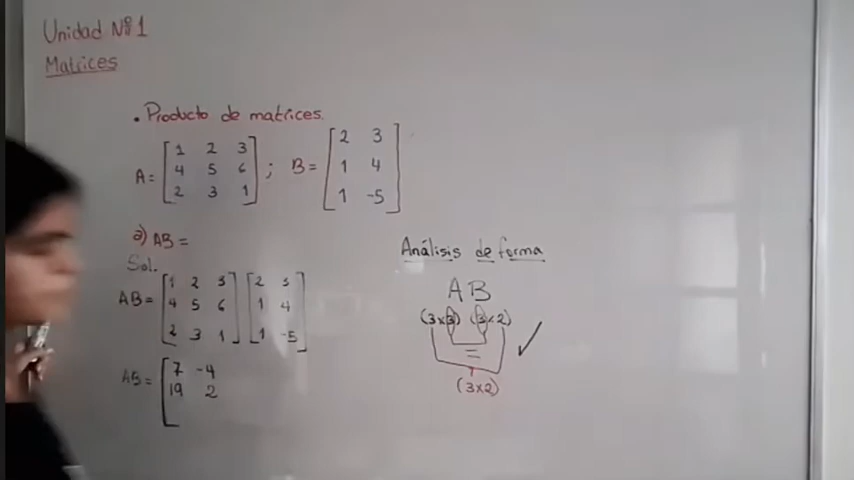 Unidad Nº1
Matrices
• Producto de matrices.
A = [ 1 2 3
4 5 6
2 3 1 ] ; B = [ 2 3
1 4
1 -5 ]
a) AB =
Sol.
AB = [ 1 2 3
4 5 6
2 3 1 ] [ 2 3
1 4
1 -5 ]
AB = [ 7 -4
19 2
Análisis de forma
AB
(3x3) (3x2) ✓
=
(3x2)